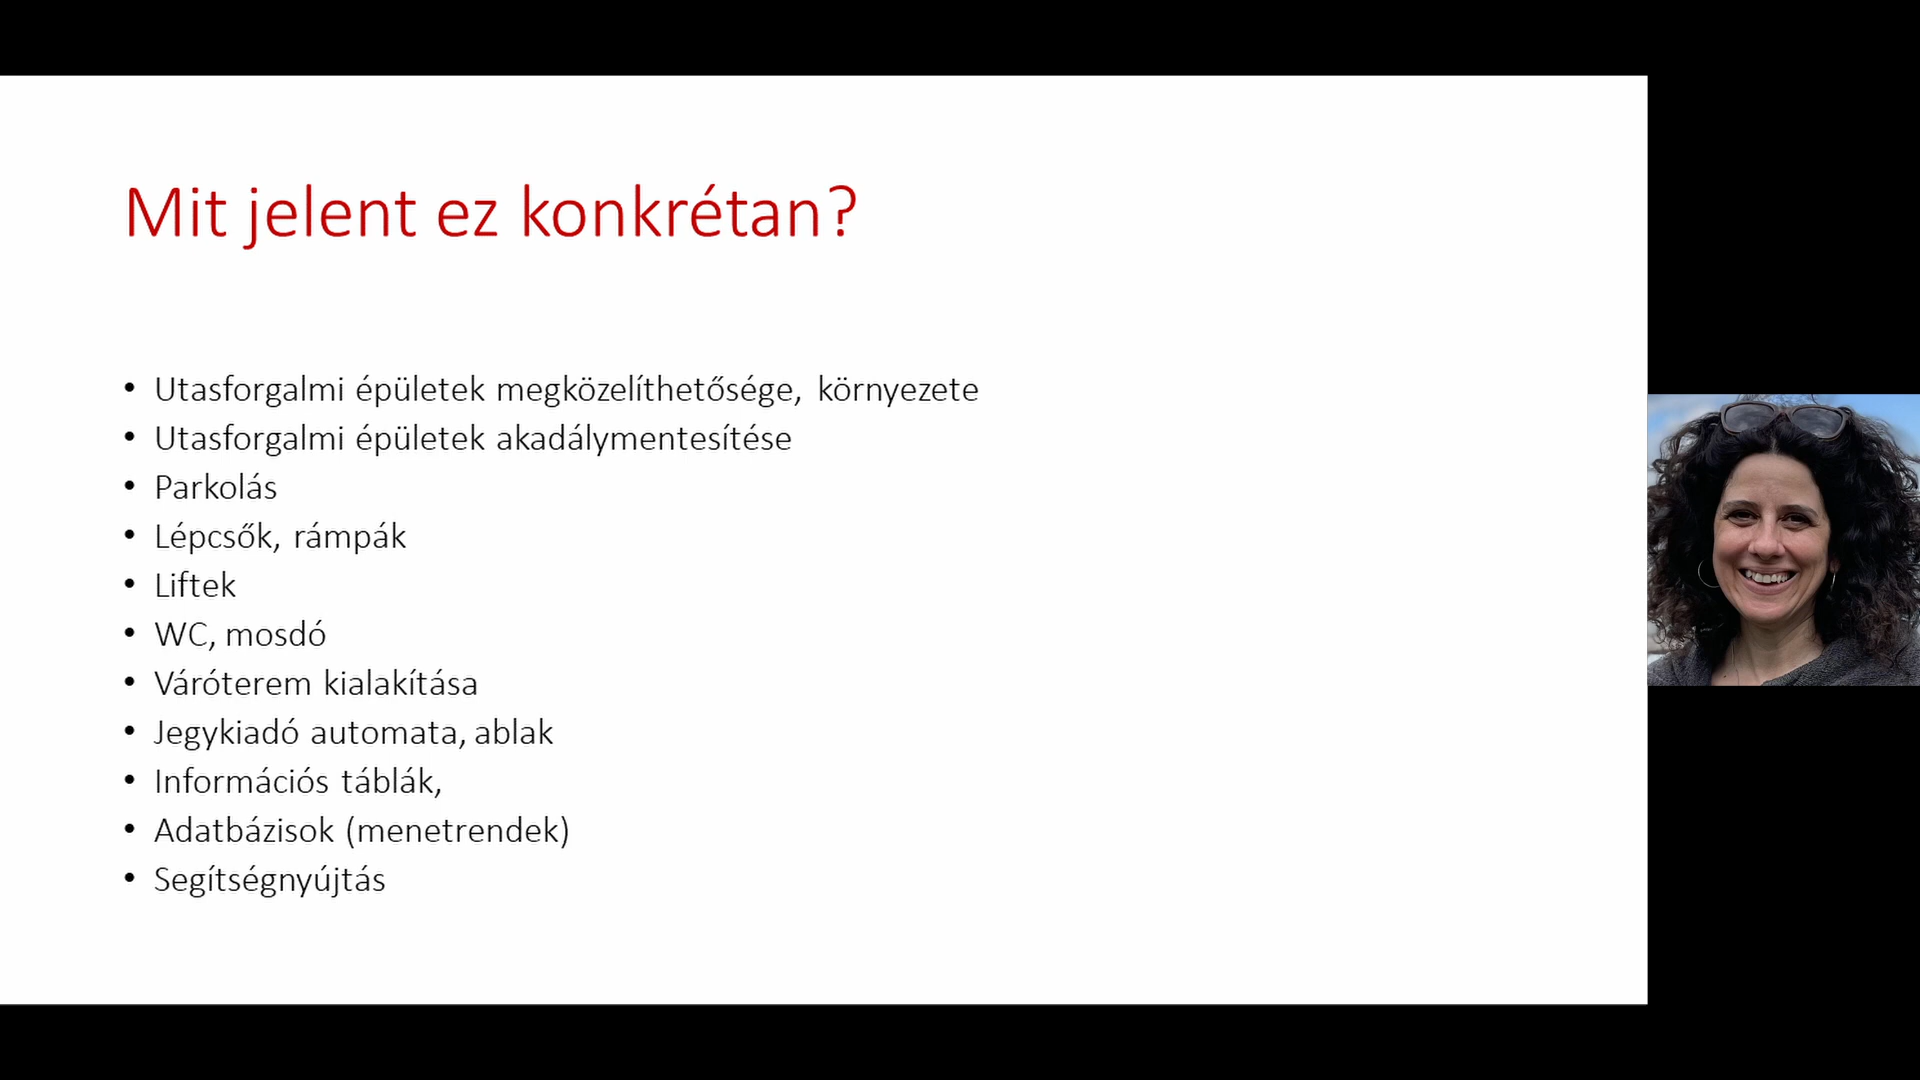 Mit jelent ez konkrétan?
• Utasforgalmi épületek megközelíthetősége, környezete
• Utasforgalmi épületek akadálymentesítése
• Parkolás
• Lépcsők, rámpák
• Liftek
• WC, mosdó
• Váróterem kialakítása
• Jegykiadó automata, ablak
• Információs táblák,
• Adatbázisok (menetrendek)
• Segítségnyújtás